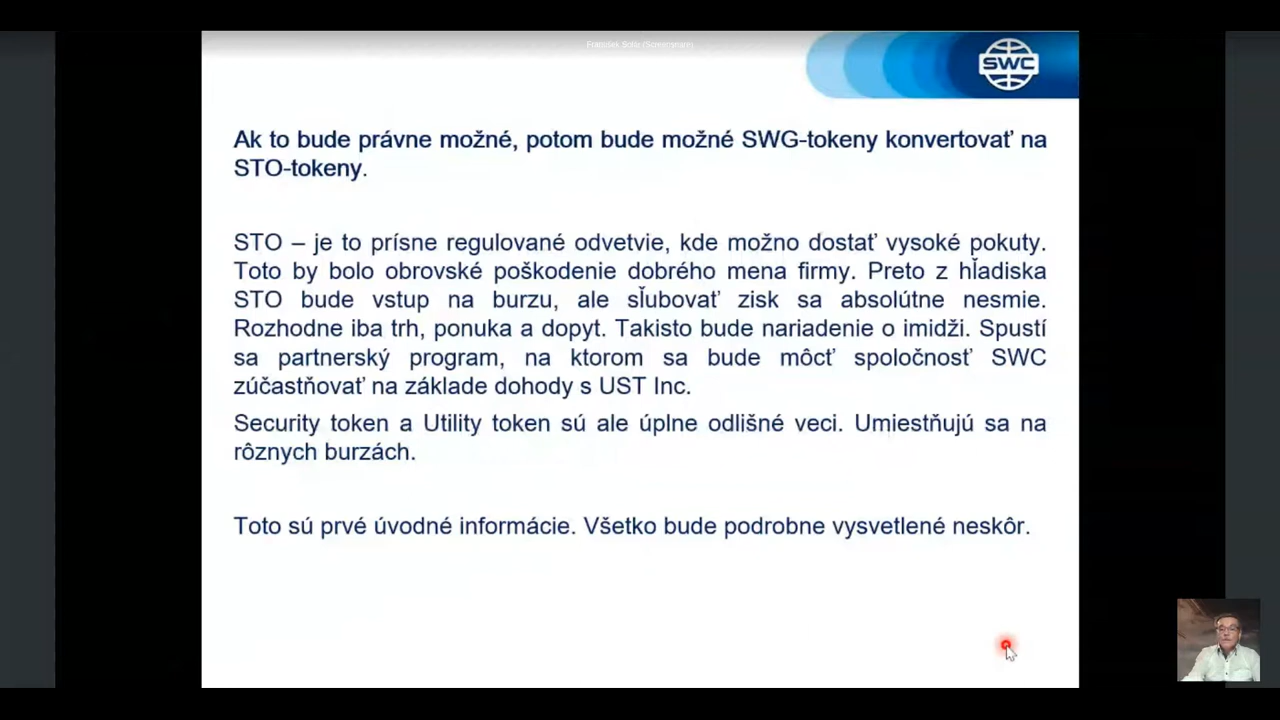 František Solár (Screenshare)
SWC
Ak to bude právne možné, potom bude možné SWG-tokeny konvertovať na
STO-tokeny.
STO – je to prísne regulované odvetvie, kde možno dostať vysoké pokuty.
Toto by bolo obrovské poškodenie dobrého mena firmy. Preto z hľadiska
STO bude vstup na burzu, ale sľubovať zisk sa absolútne nesmie.
Rozhodne iba trh, ponuka a dopyt. Takisto bude nariadenie o imidži. Spustí
sa partnerský program, na ktorom sa bude môcť spoločnosť SWC
zúčastňovať na základe dohody s UST Inc.
Security token a Utility token sú ale úplne odlišné veci. Umiestňujú sa na
rôznych burzách.
Toto sú prvé úvodné informácie. Všetko bude podrobne vysvetlené neskôr.